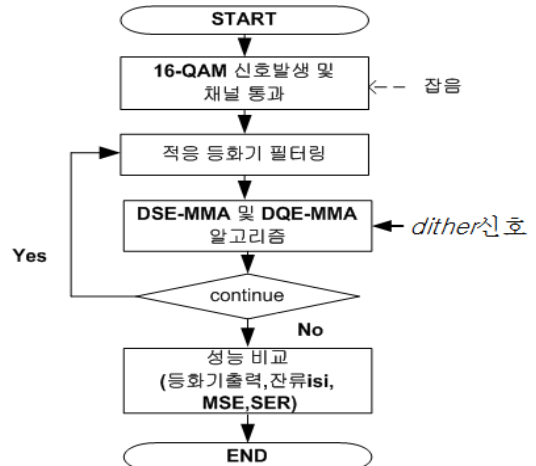 START
16-QAM 신호발생 및
채널 통과
잡음
적응 등화기 필터링
DSE-MMA 및 DQE-MMA
알고리즘
dither신호
Yes
continue
No
성능 비교
(등화기출력,잔류isi,
MSE,SER)
END